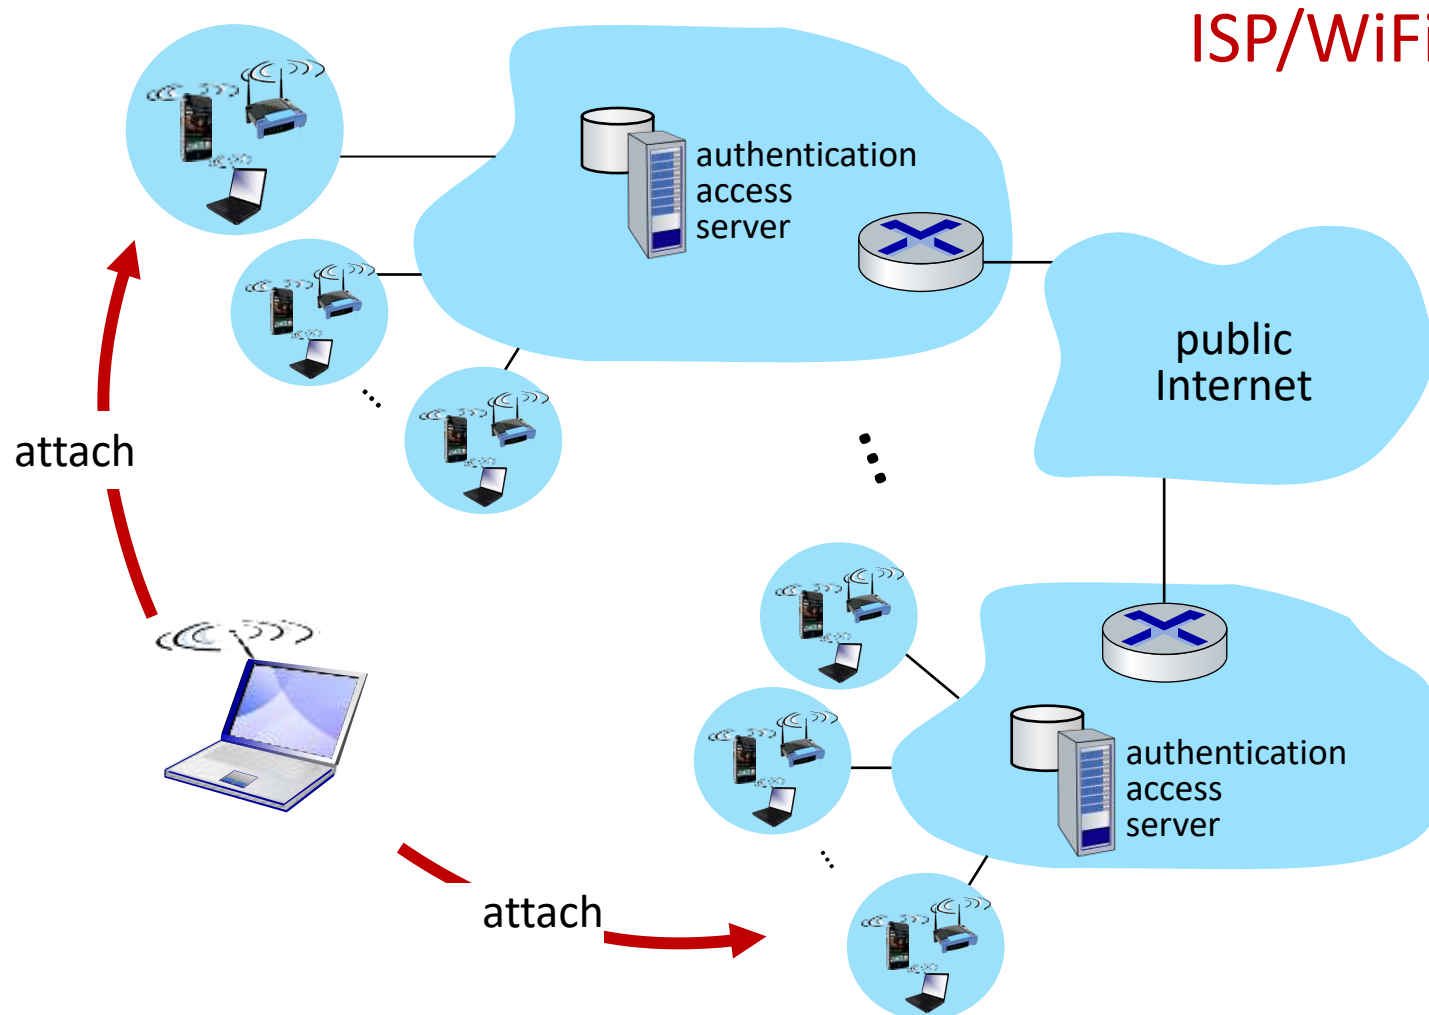 ISP/WiFi
authentication
access
server
public
Internet
attach
authentication
access
server
attach